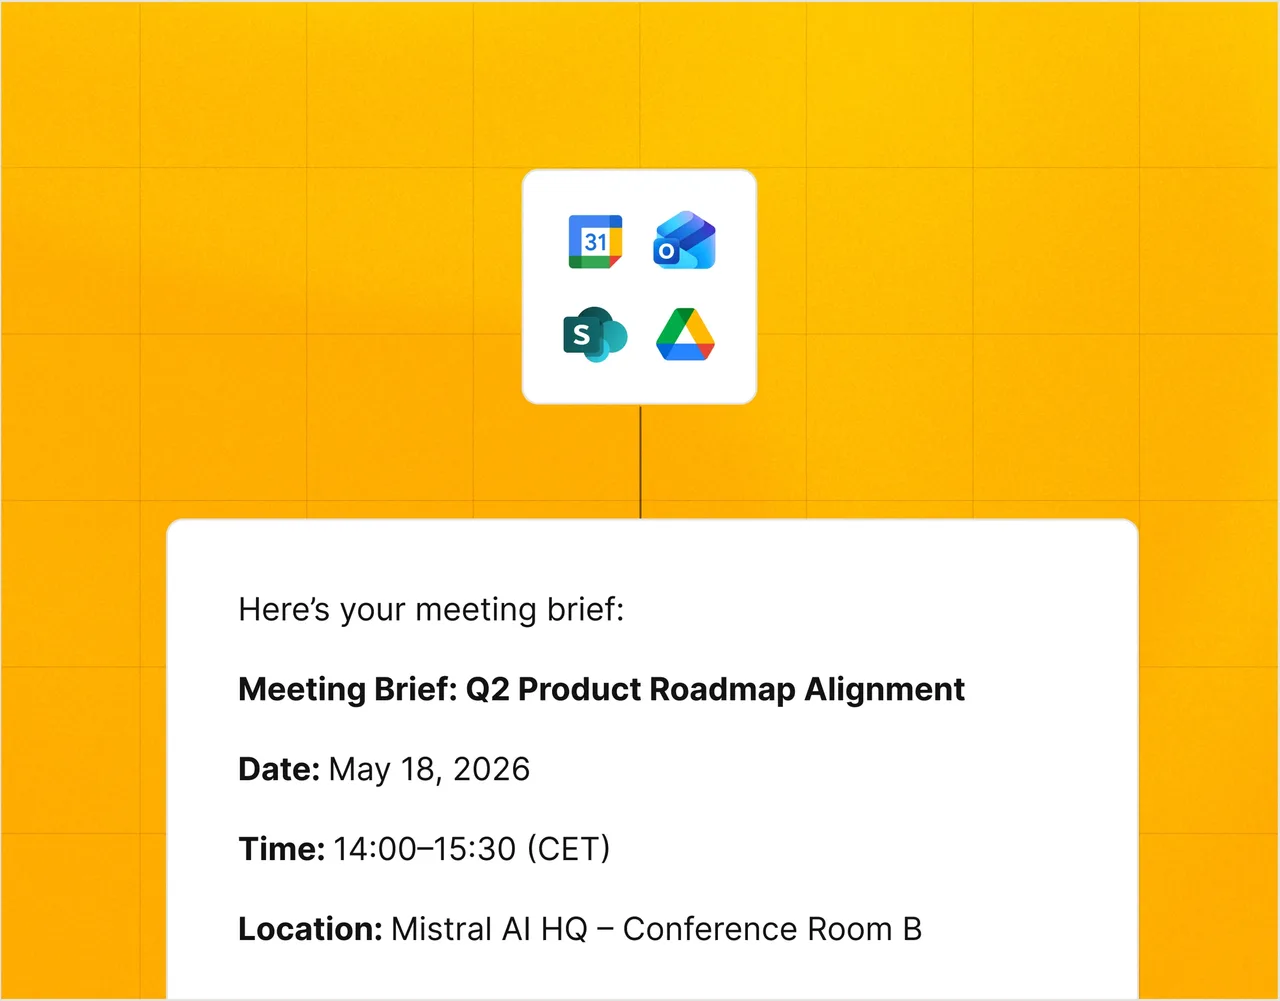 31
O
S
Here’s your meeting brief:
Meeting Brief: Q2 Product Roadmap Alignment
Date: May 18, 2026
Time: 14:00–15:30 (CET)
Location: Mistral AI HQ – Conference Room B